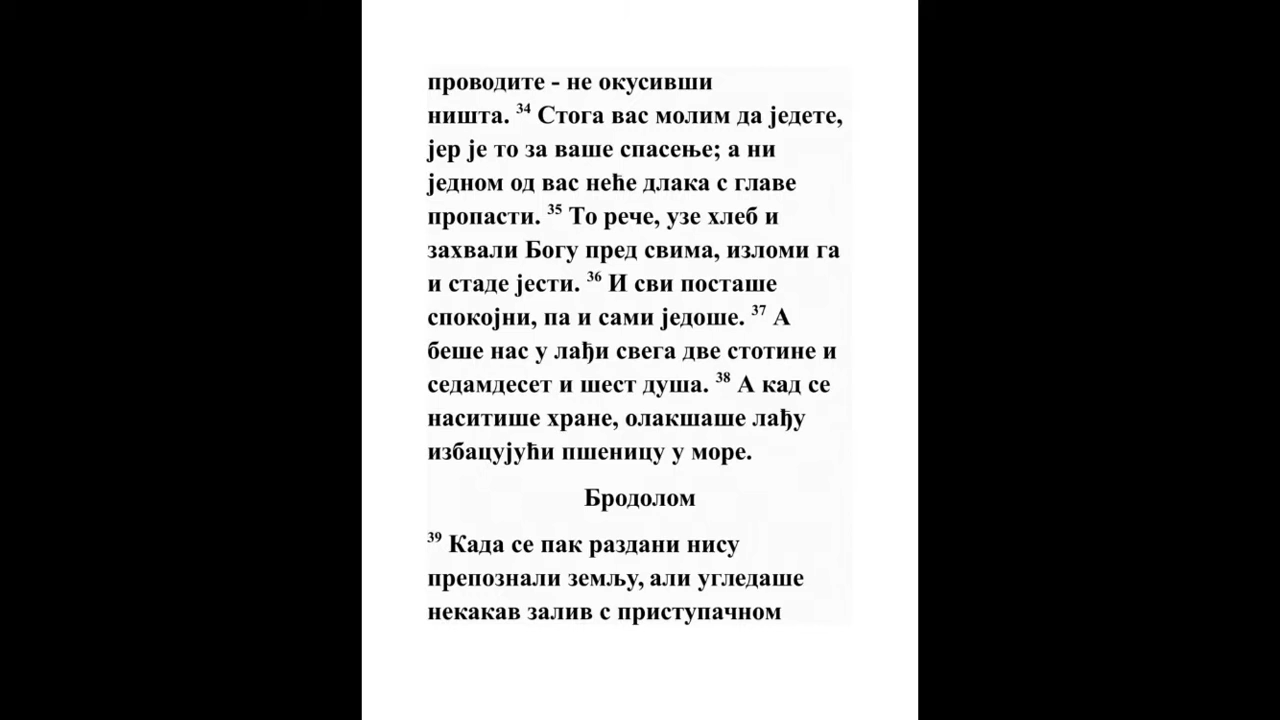 проводите - не окусивши
ништа. 34 Стога вас молим да једете,
јер је то за ваше спасење; а ни
једном од вас неће длака с главе
пропасти. 35 То рече, узе хлеб и
захвали Богу пред свима, изломи га
и стаде јести. 36 И сви посташе
спокојни, па и сами једоше. 37 А
беше нас у лађи свега две стотине и
седамдесет и шест душа. 38 А кад се
наситише хране, олакшаше лађу
избацујући пшеницу у море.
Бродолом
39 Када се пак раздани нису
препознали земљу, али угледаше
некакав залив с приступачном